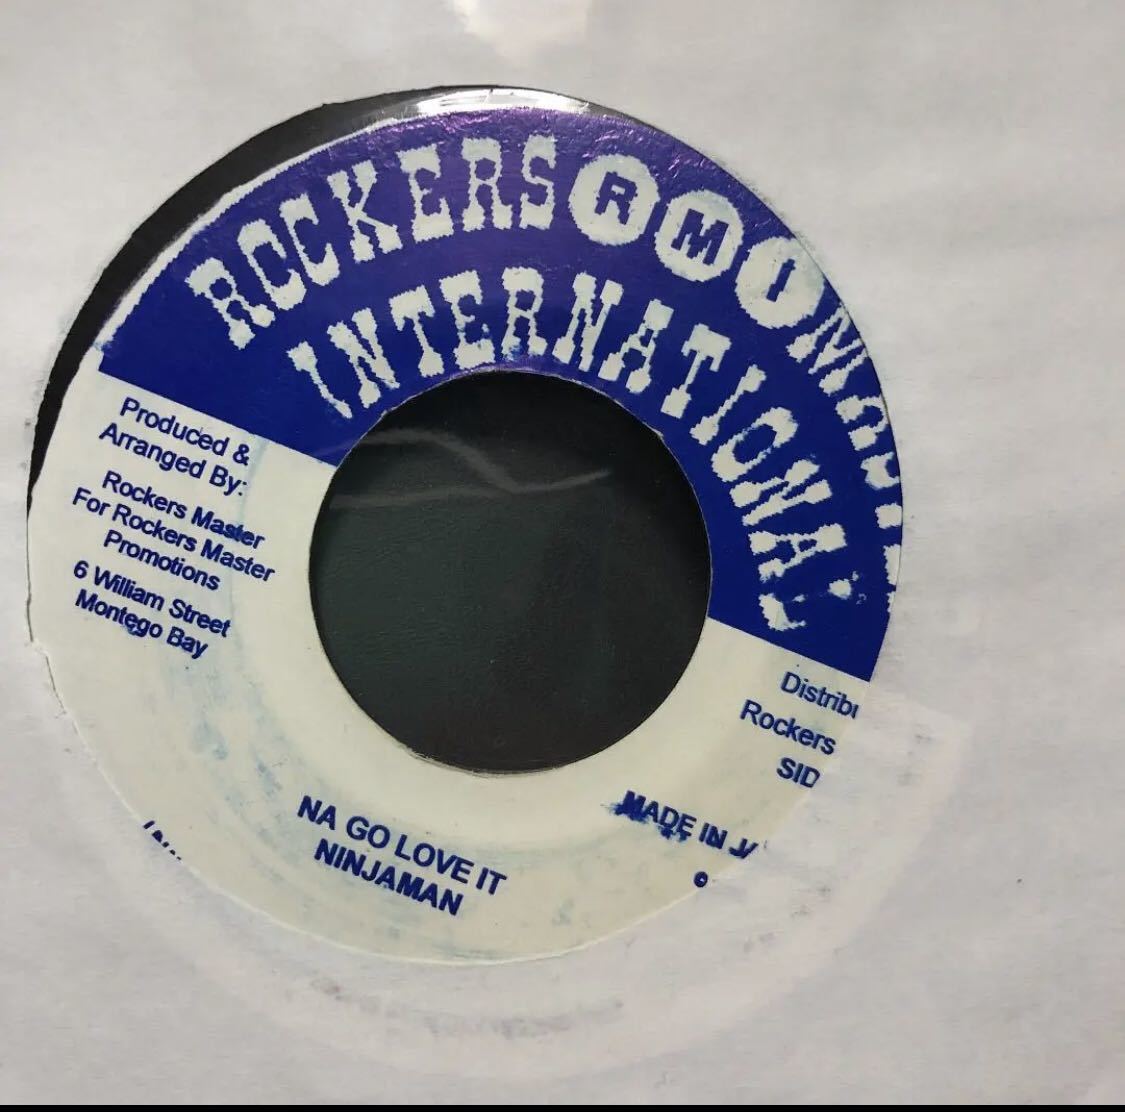 ROCKERS RMI
INTERNATIONAL
Produced &
Arranged By:
Rockers Master
For Rockers Master
Promotions
6 William Street
Montego Bay
Rockers
MADE IN
NA GO LOVE IT
NINJAMAN